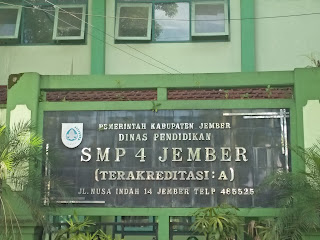 PEMERINTAH KABUPATEN JEMBER
DINAS PENDIDIKAN
SMP 4 JEMBER
(TERAKREDITASI : A)
JL. NUSA INDAH 14 JEMBER TELP 485525